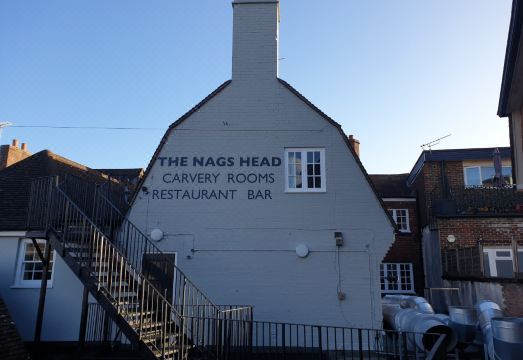 THE NAGS HEAD
CARVERY ROOMS
RESTAURANT BAR